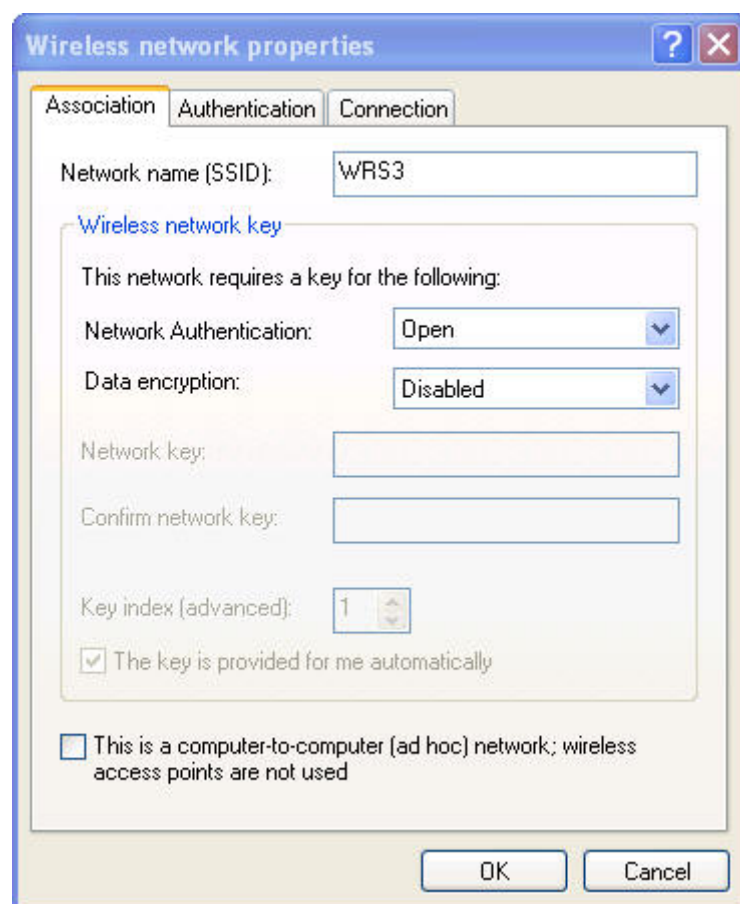 Wireless network properties
Association Authentication Connection
Network name (SSID): WRS3
Wireless network key
This network requires a key for the following:
Network Authentication: Open
Data encryption: Disabled
Network key:
Confirm network key:
Key index (advanced): 1
The key is provided for me automatically
This is a computer-to-computer (ad hoc) network; wireless
access points are not used
OK Cancel